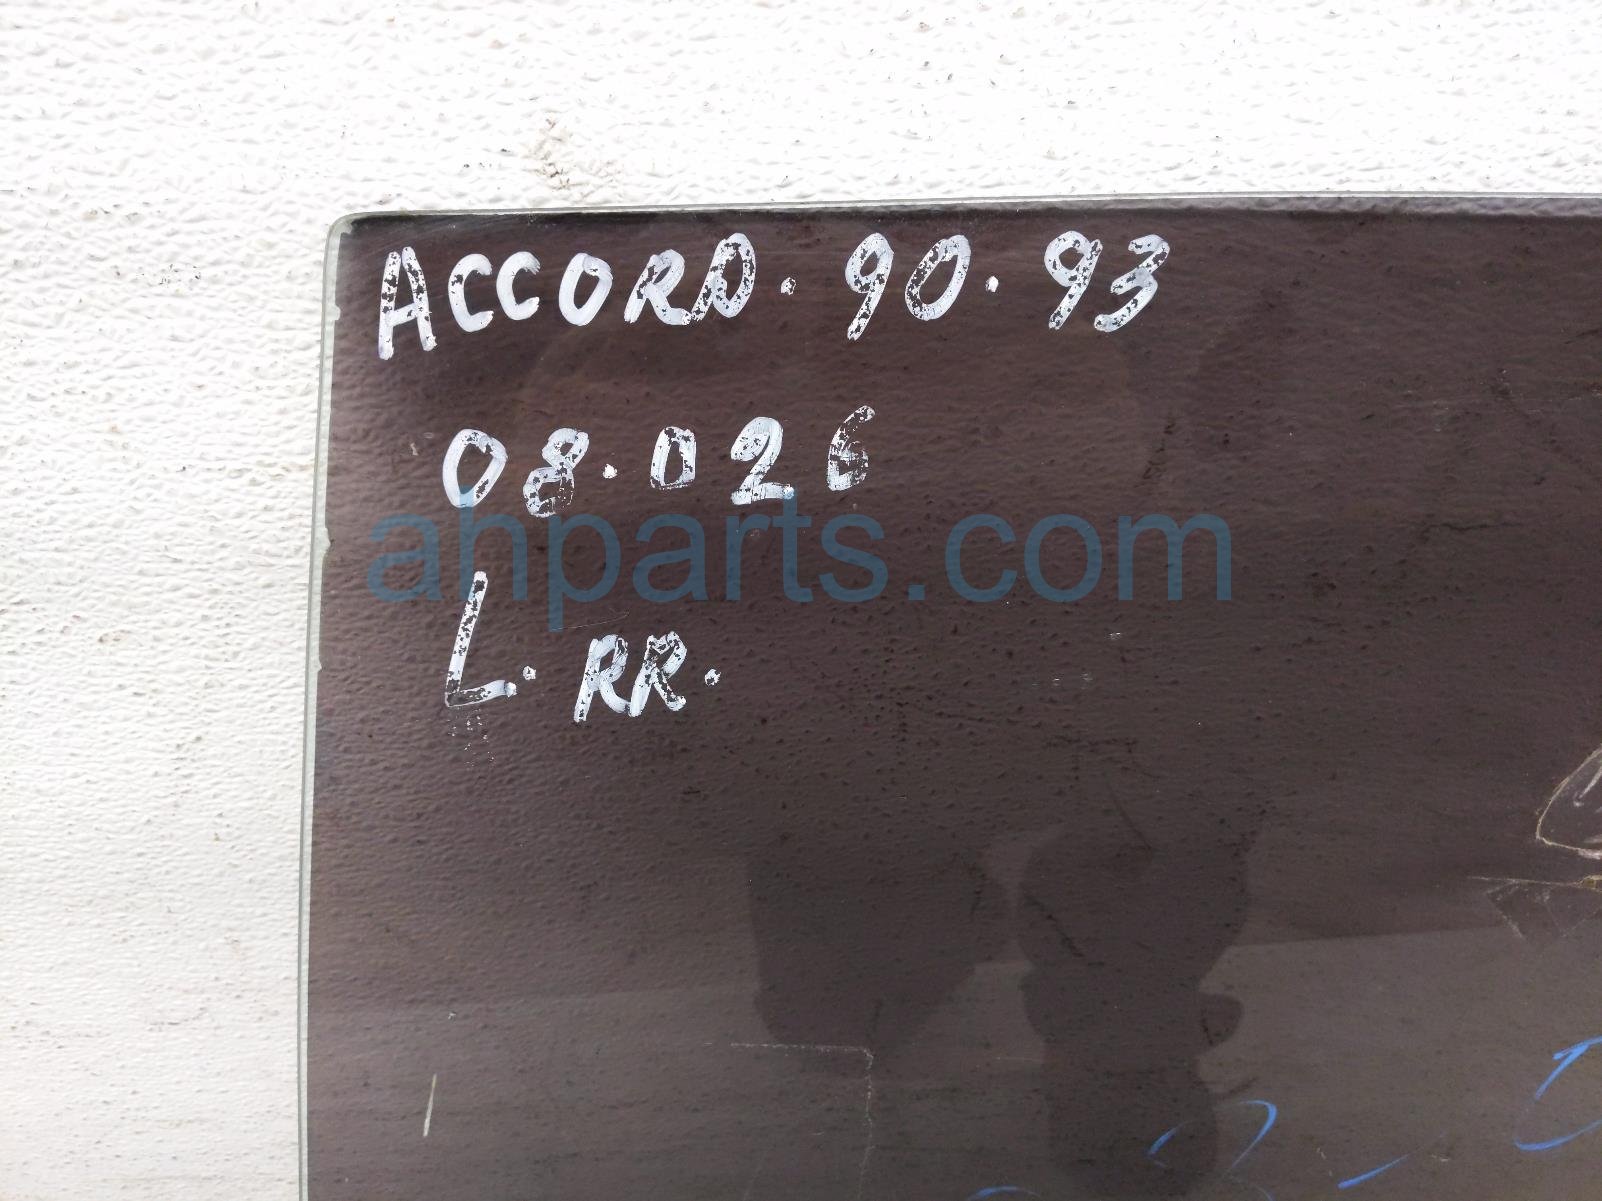 ACCORD. 90. 93
08.026
ahparts.com
L. RR.